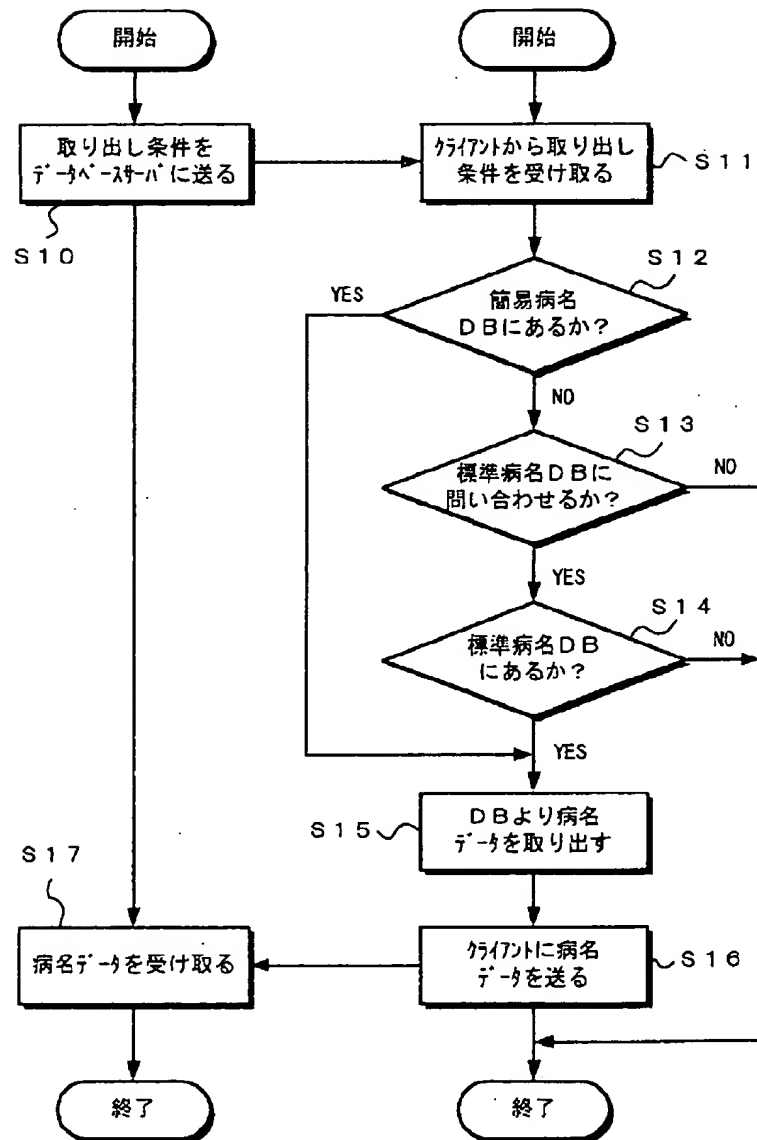 開始
開始
取り出し条件を
データベースサーバに送る
S10
クライアントから取り出し
条件を受け取る
S11
S12
簡易病名
DBにあるか?
YES
NO
S13
標準病名DBに
問い合わせるか?
NO
YES
S14
標準病名DB
にあるか?
NO
YES
DBより病名
データを取り出す
S15
S17
病名データを受け取る
クライアントに病名
データを送る
S16
終了
終了